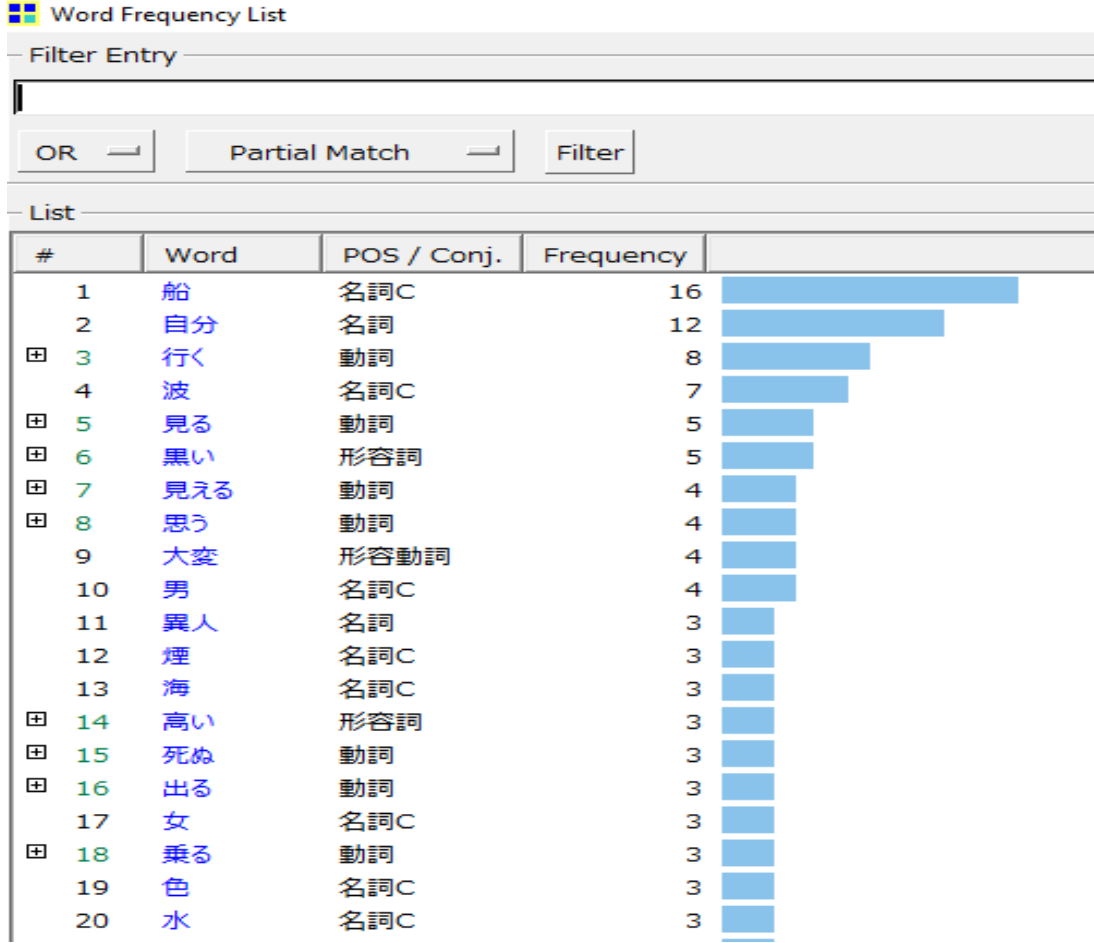 Word Frequency List
Filter Entry
OR Partial Match Filter
List
# Word POS / Conj. Frequency
1 船 名詞C 16
2 自分 名詞 12
3 行く 動詞 8
4 波 名詞C 7
5 見る 動詞 5
6 黒い 形容詞 5
7 見える 動詞 4
8 思う 動詞 4
9 大変 形容動詞 4
10 男 名詞C 4
11 異人 名詞 3
12 煙 名詞C 3
13 海 名詞C 3
14 高い 形容詞 3
15 死ぬ 動詞 3
16 出る 動詞 3
17 女 名詞C 3
18 乗る 動詞 3
19 色 名詞C 3
20 水 名詞C 3